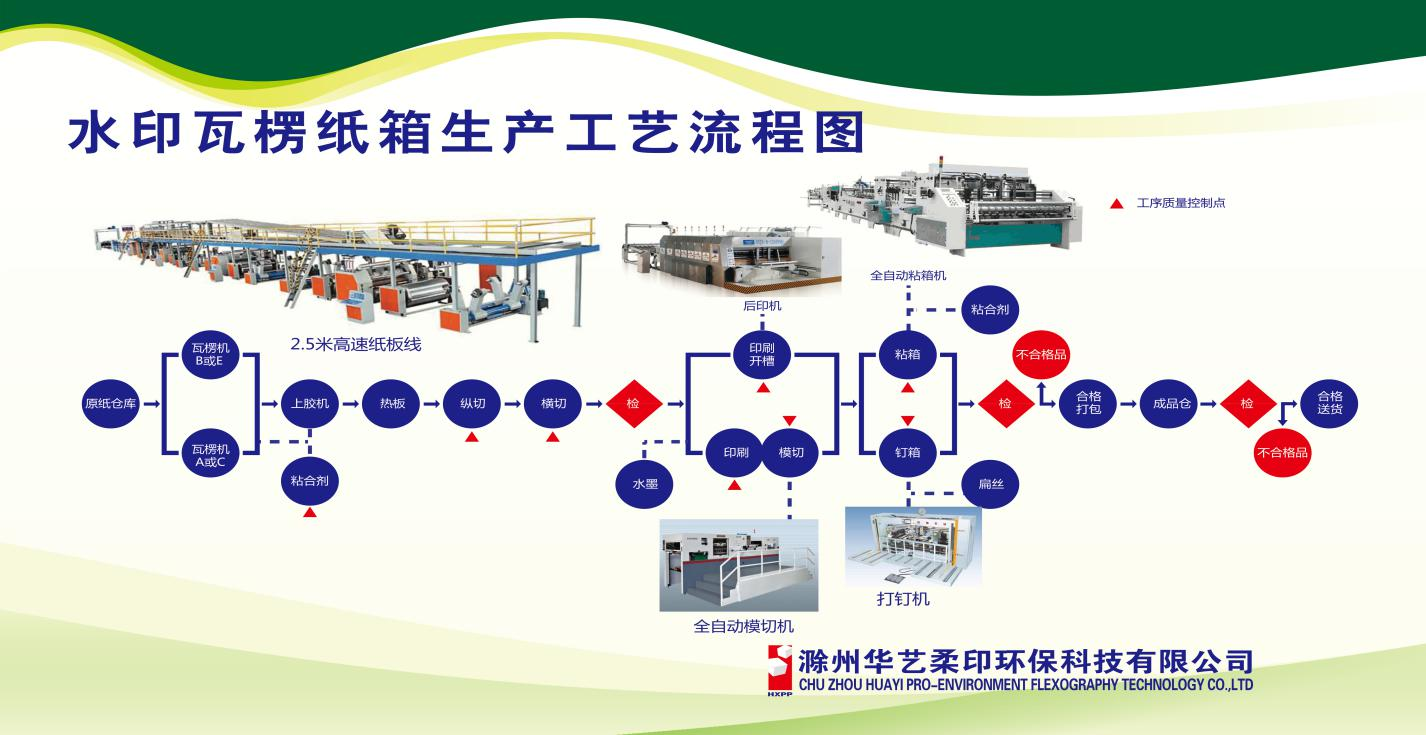 水印瓦楞纸箱生产工艺流程图
工序质量控制点
全自动粘箱机
后印机
粘合剂
2.5米高速纸板线
瓦楞机
B或E
印刷
开槽
粘箱
不合格品
原纸仓库
上胶机
热板
纵切
横切
检
检
合格
打包
成品仓
检
合格
送货
瓦楞机
A或C
印刷
模切
钉箱
不合格品
粘合剂
水墨
扁丝
打钉机
全自动模切机
滁州华艺柔印环保科技有限公司
CHU ZHOU HUAYI PRO-ENVIRONMENT FLEXOGRAPHY TECHNOLOGY CO.,LTD
HXPP